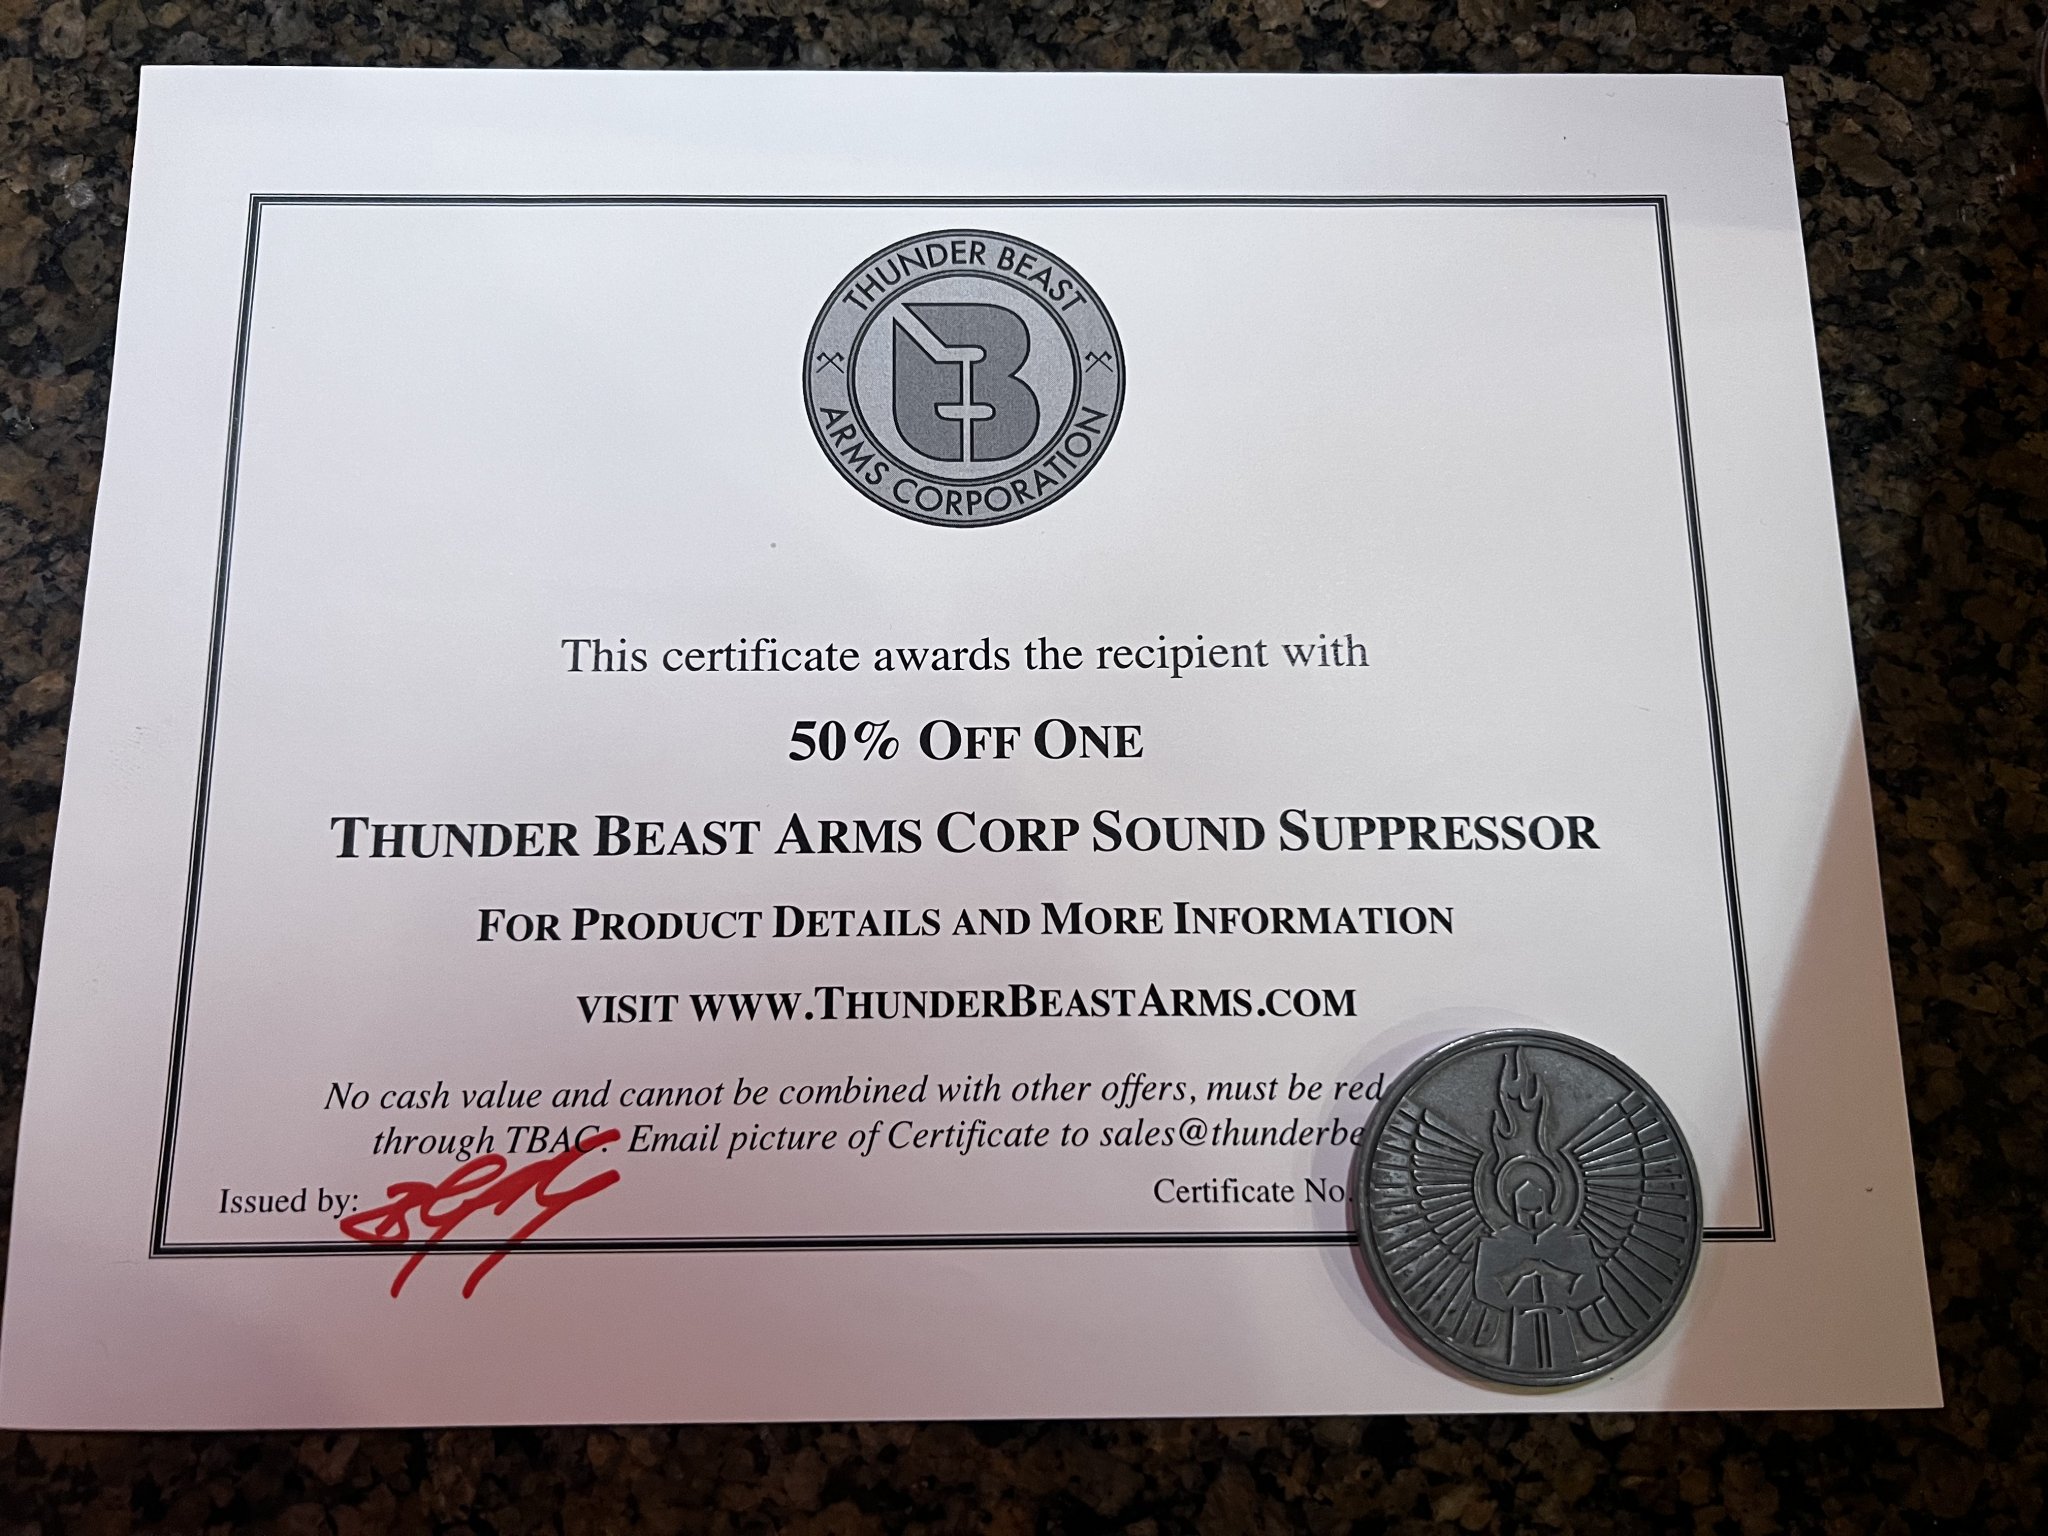 THUNDER BEAST
ARMS CORPORATION
This certificate awards the recipient with
50% OFF ONE
THUNDER BEAST ARMS CORP SOUND SUPPRESSOR
FOR PRODUCT DETAILS AND MORE INFORMATION
VISIT WWW.THUNDERBEASTARMS.COM
No cash value and cannot be combined with other offers, must be
through TBAC. Email picture of Certificate to
Issued by:
Certificate No.